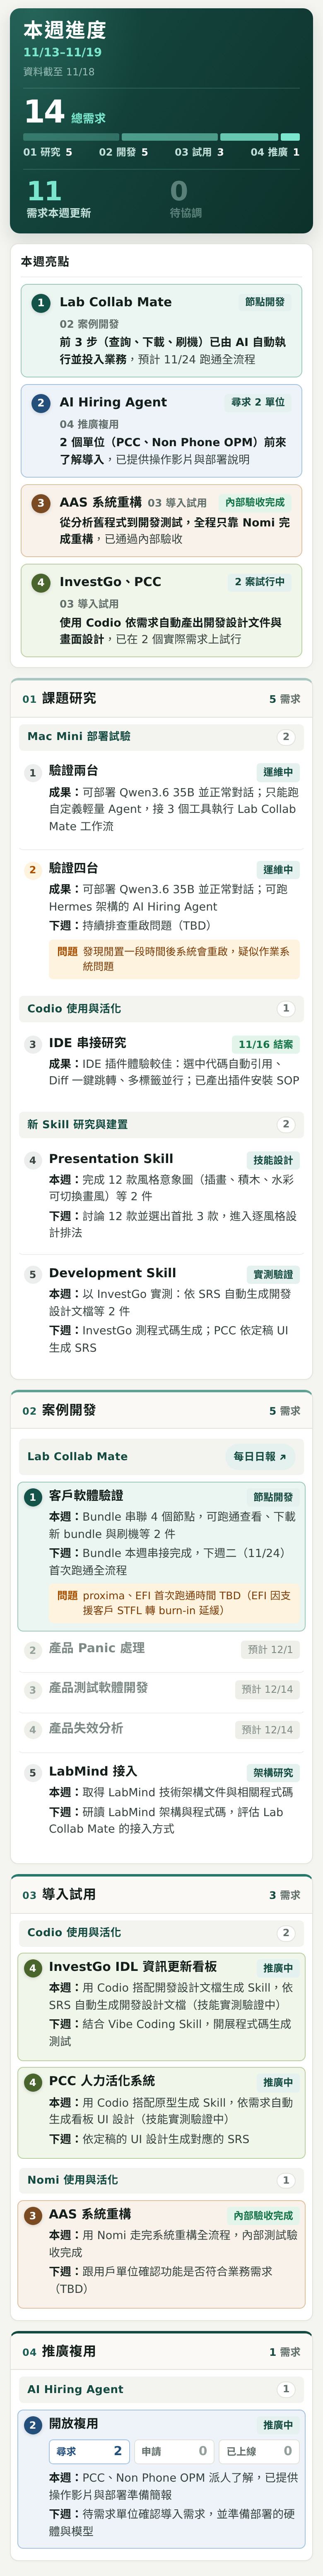 本週進度
11/13–11/19
資料截至 11/18
14 總需求
01 研究 5 02 開發 5 03 試用 3 04 推廣 1
11 0
需求本週更新 待協調
本週亮點
1 Lab Collab Mate 節點開發
02 案例開發
前 3 步（查詢、下載、刷機）已由 AI 自動執
行並投入業務，預計 11/24 跑通全流程
2 AI Hiring Agent 尋求 2 單位
04 推廣複用
2 個單位（PCC、Non Phone OPM）前來
了解導入，已提供操作影片與部署說明
3 AAS 系統重構 03 導入試用 內部驗收完成
從分析舊程式到開發測試，全程只靠 Nomi 完
成重構，已通過內部驗收
4 InvestGo、PCC 2 案試行中
03 導入試用
使用 Codio 依需求自動產出開發設計文件與
畫面設計，已在 2 個實際需求上試行
01 課題研究 5 需求
Mac Mini 部署試驗 2
1 驗證兩台 運維中
成果：可部署 Qwen3.6 35B 並正常對話；只能跑
自定義輕量 Agent，接 3 個工具執行 Lab Collab
Mate 工作流
2 驗證四台 運維中
成果：可部署 Qwen3.6 35B 並正常對話；可跑
Hermes 架構的 AI Hiring Agent
下週：持續排查重啟問題（TBD）
問題 發現閒置一段時間後系統會重啟，疑似作業系
統問題
Codio 使用與活化 1
3 IDE 串接研究 11/16 結案
成果：IDE 插件體驗較佳：選中代碼自動引用、
Diff 一鍵跳轉、多標籤並行；已產出插件安裝 SOP
新 Skill 研究與建置 2
4 Presentation Skill 技能設計
本週：完成 12 款風格意象圖（插畫、積木、水彩
可切換畫風）等 2 件
下週：討論 12 款並選出首批 3 款，進入逐風格設
計排法
5 Development Skill 實測驗證
本週：以 InvestGo 實測：依 SRS 自動生成開發
設計文檔等 2 件
下週：InvestGo 測程式碼生成；PCC 依定稿 UI
生成 SRS
02 案例開發 5 需求
Lab Collab Mate 每日日報 ↗
1 客戶軟體驗證 節點開發
本週：Bundle 串聯 4 個節點，可跑通查看、下載
新 bundle 與刷機等 2 件
下週：Bundle 本週串接完成，下週二（11/24）
首次跑通全流程
問題 proxima、EFI 首次跑通時間 TBD（EFI 因支
援客戶 STFL 轉 burn-in 延緩）
2 產品 Panic 處理 預計 12/1
3 產品測試軟體開發 預計 12/14
4 產品失效分析 預計 12/14
5 LabMind 接入 架構研究
本週：取得 LabMind 技術架構文件與相關程式碼
下週：研讀 LabMind 架構與程式碼，評估 Lab
Collab Mate 的接入方式
03 導入試用 3 需求
Codio 使用與活化 2
4 InvestGo IDL 資訊更新看板 推廣中
本週：用 Codio 搭配開發設計文件生成 Skill，依
SRS 自動生成開發設計文檔（技能實測驗證中）
下週：結合 Vibe Coding Skill，開展程式碼生成
測試
4 PCC 人力活化系統 推廣中
本週：用 Codio 搭配原型生成 Skill，依需求自動
生成看板 UI 設計（技能實測驗證中）
下週：依定稿的 UI 設計生成對應的 SRS
Nomi 使用與活化 1
3 AAS 系統重構 內部驗收完成
本週：用 Nomi 走完系統重構全流程，內部測試驗
收完成
下週：跟用戶單位確認功能是否符合業務需求
（TBD）
04 推廣複用 1 需求
AI Hiring Agent 1
2 開放複用 推廣中
尋求 2 申請 0 已上線 0
本週：PCC、Non Phone OPM 派人了解，已提供
操作影片與部署準備簡報
下週：待需求單位確認導入需求，並準備部署的硬
體與模型